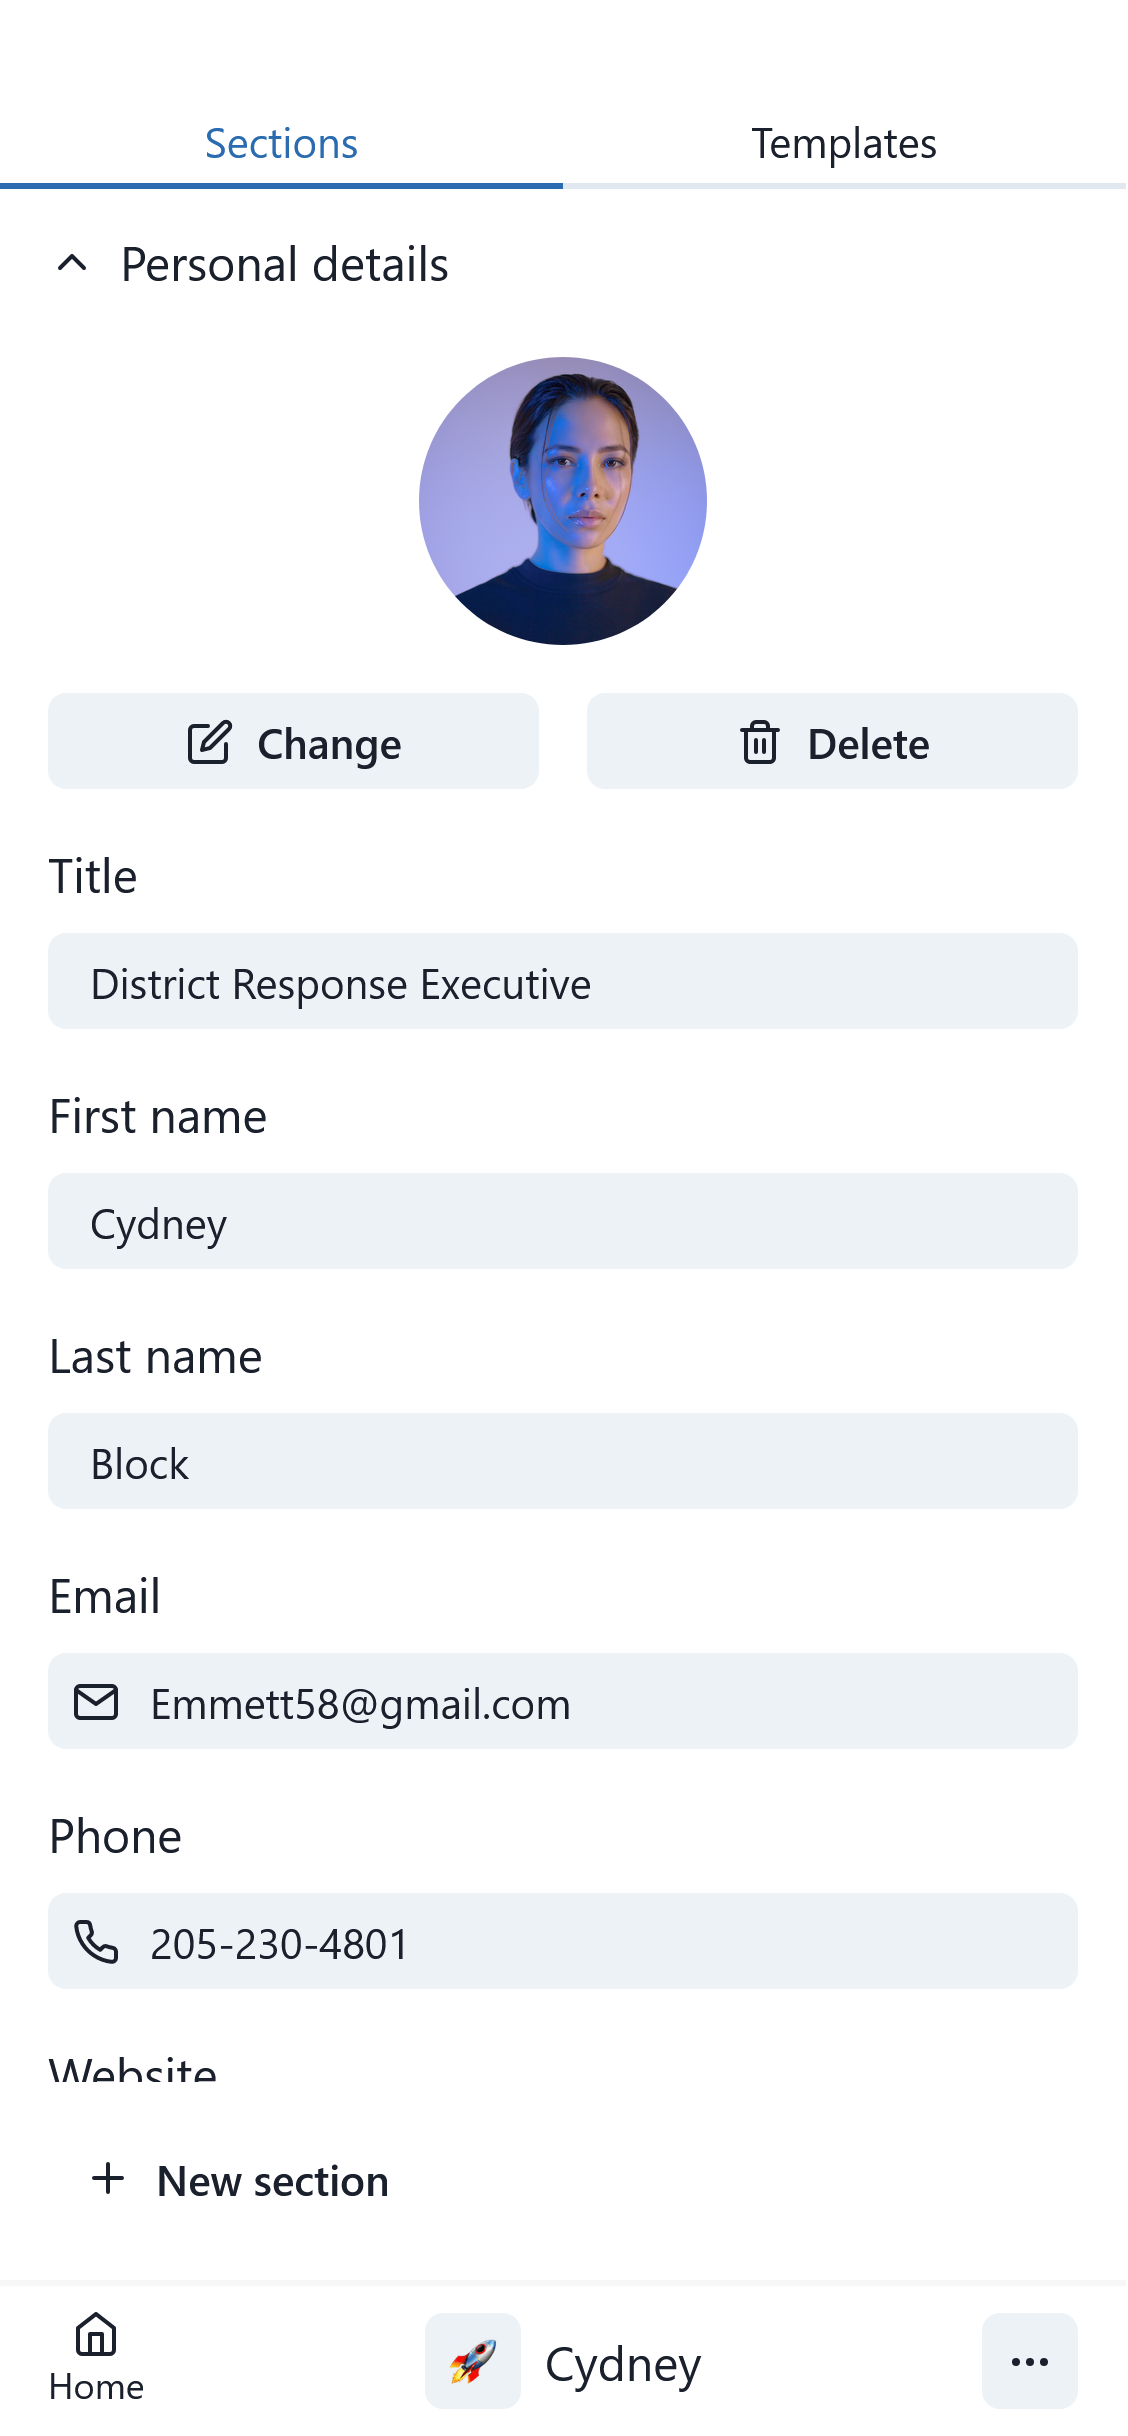 Sections
Templates
Personal details
Change
Delete
Title
District Response Executive
First name
Cydney
Last name
Block
Email
Emmett58@gmail.com
Phone
205-230-4801
Website
New section
Home
Cydney